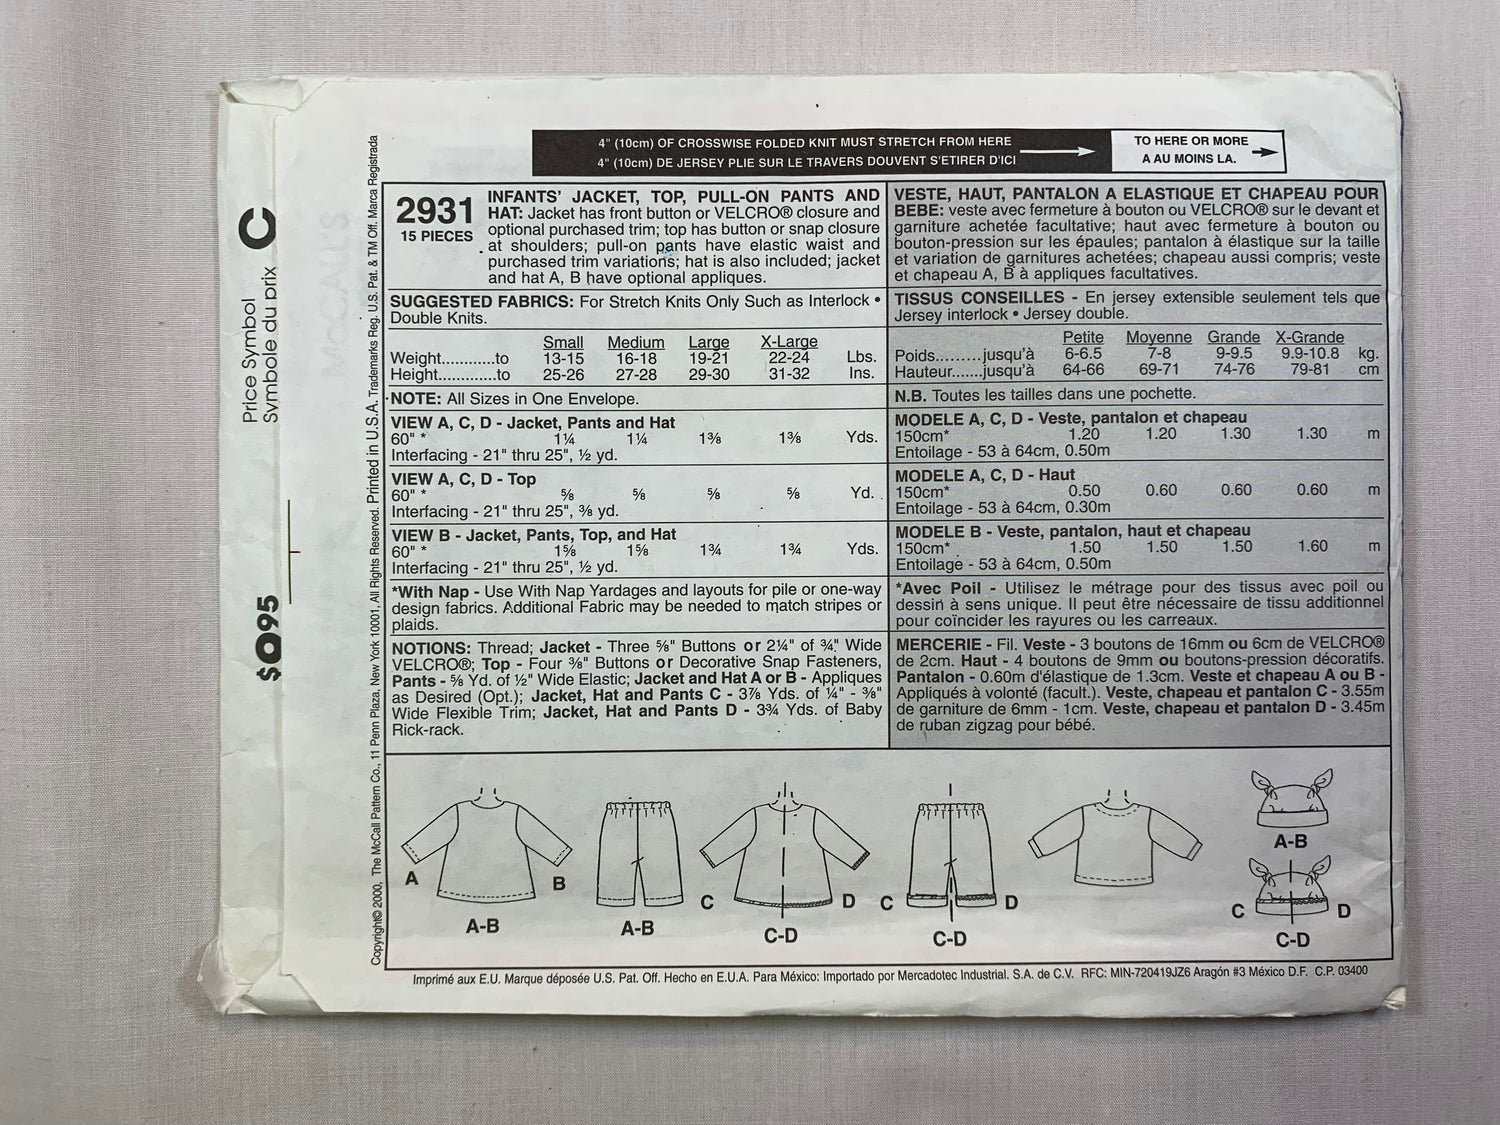 Price Symbol
Symbole du prix
C
$095
Copyright© 2000, The McCall Pattern Co., 11 Penn Plaza, New York 10001, All Rights Reserved. Printed in U.S.A. Trademarks Reg. U.S. Pat. & TM Off. Marca Registrada
4" (10cm) OF CROSSWISE FOLDED KNIT MUST STRETCH FROM HERE
4" (10cm) DE JERSEY PLIE SUR LE TRAVERS DOUVENT S'ETIRER D'ICI
TO HERE OR MORE
A AU MOINS LA.
2931
15 PIECES
INFANTS' JACKET, TOP, PULL-ON PANTS AND
HAT: Jacket has front button or VELCRO® closure and
optional purchased trim; top has button or snap closure
at shoulders; pull-on pants have elastic waist and
purchased trim variations; hat is also included; jacket
and hat A, B have optional appliques.
SUGGESTED FABRICS: For Stretch Knits Only Such as Interlock •
Double Knits.
Small Medium Large X-Large
Weight............to 13-15 16-18 19-21 22-24 Lbs.
Height.............to 25-26 27-28 29-30 31-32 Ins.
NOTE: All Sizes in One Envelope.
VIEW A, C, D - Jacket, Pants and Hat
60" * 1¼ 1¼ 1⅜ 1⅜ Yds.
Interfacing - 21" thru 25", ½ yd.
VIEW A, C, D - Top
60" * ⅝ ⅝ ⅝ ⅝ Yd.
Interfacing - 21" thru 25", ⅜ yd.
VIEW B - Jacket, Pants, Top, and Hat
60" * 1⅝ 1⅝ 1¾ 1¾ Yds.
Interfacing - 21" thru 25", ½ yd.
*With Nap - Use With Nap Yardages and layouts for pile or one-way
design fabrics. Additional Fabric may be needed to match stripes or
plaids.
NOTIONS: Thread; Jacket - Three ⅝" Buttons or 2¼" of ¾" Wide
VELCRO®; Top - Four ⅜" Buttons or Decorative Snap Fasteners,
Pants - ⅝ Yd. of ½" Wide Elastic; Jacket and Hat A or B - Appliques
as Desired (Opt.); Jacket, Hat and Pants C - 3⅞ Yds. of ¼" - ⅜"
Wide Flexible Trim; Jacket, Hat and Pants D - 3¾ Yds. of Baby
Rick-rack.
VESTE, HAUT, PANTALON A ELASTIQUE ET CHAPEAU POUR
BEBE: veste avec fermeture à bouton ou VELCRO® sur le devant et
garniture achetée facultative; haut avec fermeture à bouton ou
bouton-pression sur les épaules; pantalon à élastique sur la taille
et variation de garnitures achetées; chapeau aussi compris; veste
et chapeau A, B à appliques facultatives.
TISSUS CONSEILLES - En jersey extensible seulement tels que
Jersey interlock • Jersey double.
Petite Moyenne Grande X-Grande
Poids.........jusqu'à 6-6.5 7-8 9-9.5 9.9-10.8 kg.
Hauteur.......jusqu'à 64-66 69-71 74-76 79-81 cm
N.B. Toutes les tailles dans une pochette.
MODELE A, C, D - Veste, pantalon et chapeau
150cm* 1.20 1.20 1.30 1.30 m
Entoilage - 53 à 64cm, 0.50m
MODELE A, C, D - Haut
150cm* 0.50 0.60 0.60 0.60 m
Entoilage - 53 à 64cm, 0.30m
MODELE B - Veste, pantalon, haut et chapeau
150cm* 1.50 1.50 1.50 1.60 m
Entoilage - 53 à 64cm, 0.50m
*Avec Poil - Utilisez le métrage pour des tissus avec poil ou
dessin à sens unique. Il peut être nécessaire de tissu additionnel
pour coïncider les rayures ou les carreaux.
MERCERIE - Fil. Veste - 3 boutons de 16mm ou 6cm de VELCRO®
de 2cm. Haut - 4 boutons de 9mm ou boutons-pression décoratifs.
Pantalon - 0.60m d'élastique de 1.3cm. Veste et chapeau A ou B -
Appliqués à volonté (facult.). Veste, chapeau et pantalon C - 3.55m
de garniture de 6mm - 1cm. Veste, chapeau et pantalon D - 3.45m
de ruban zigzag pour bébé.
A B
A-B
A-B
C D
C-D
C D
C-D
A-B
C D
C-D
Imprimé aux E.U. Marque déposée U.S. Pat. Off. Hecho en E.U.A. Para México: Importado por Mercadotec Industrial. S.A. de C.V. RFC: MIN-720419JZ6 Aragón #3 México D.F. C.P. 03400
McCALL'S